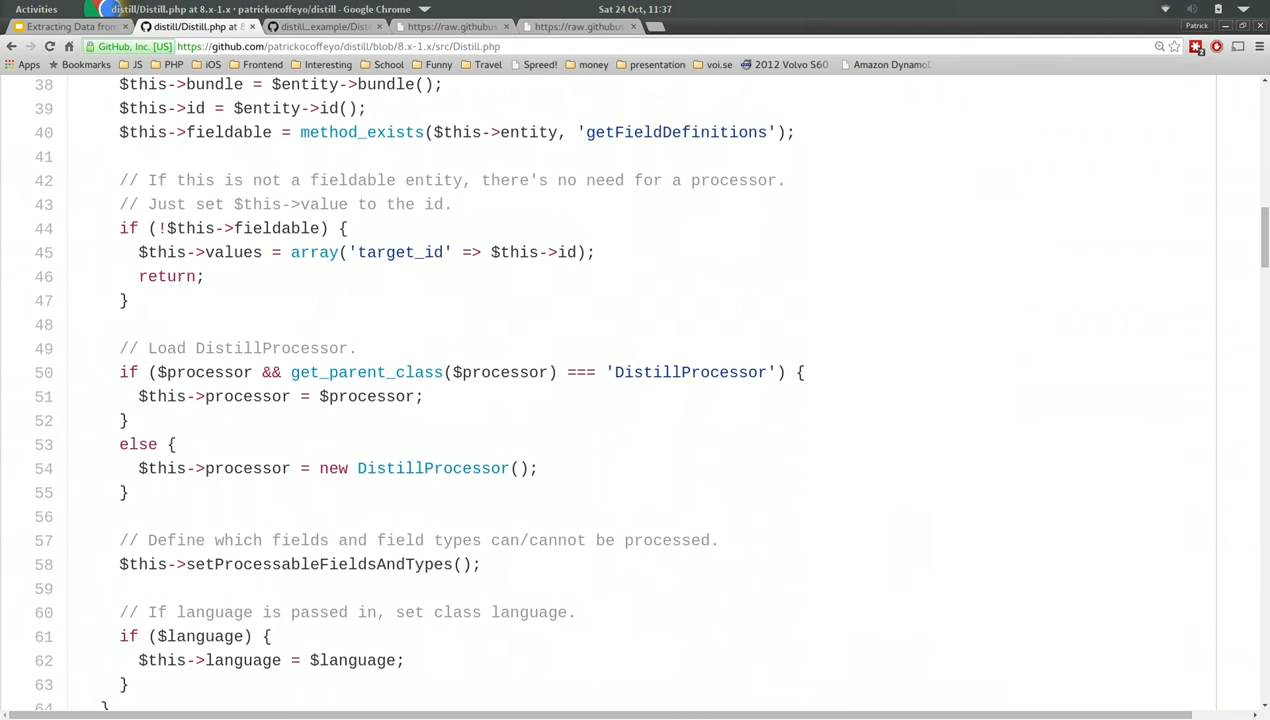 Activities
distill/Distill.php at 8.x-1.x · patrickcoffeyo/distill - Google Chrome
Sat 24 Oct, 11:37
Extracting Data from
distill/Distill.php at 8
distill_example/Dist
https://raw.githubus
https://raw.githubus
Patrick
GitHub, Inc. [US]
https://github.com/patrickcoffeyo/distill/blob/8.x-1.x/src/Distill.php
Apps
Bookmarks
JS
PHP
iOS
Frontend
Interesting
School
Funny
Travel
Spreed!
money
presentation
voi.se
2012 Volvo S60
Amazon Dynamo
38 $this->bundle = $entity->bundle();
39 $this->id = $entity->id();
40 $this->fieldable = method_exists($this->entity, 'getFieldDefinitions');
41
42 // If this is not a fieldable entity, there's no need for a processor.
43 // Just set $this->value to the id.
44 if (!$this->fieldable) {
45 $this->values = array('target_id' => $this->id);
46 return;
47 }
48
49 // Load DistillProcessor.
50 if ($processor && get_parent_class($processor) === 'DistillProcessor') {
51 $this->processor = $processor;
52 }
53 else {
54 $this->processor = new DistillProcessor();
55 }
56
57 // Define which fields and field types can/cannot be processed.
58 $this->setProcessableFieldsAndTypes();
59
60 // If language is passed in, set class language.
61 if ($language) {
62 $this->language = $language;
63 }
64 }